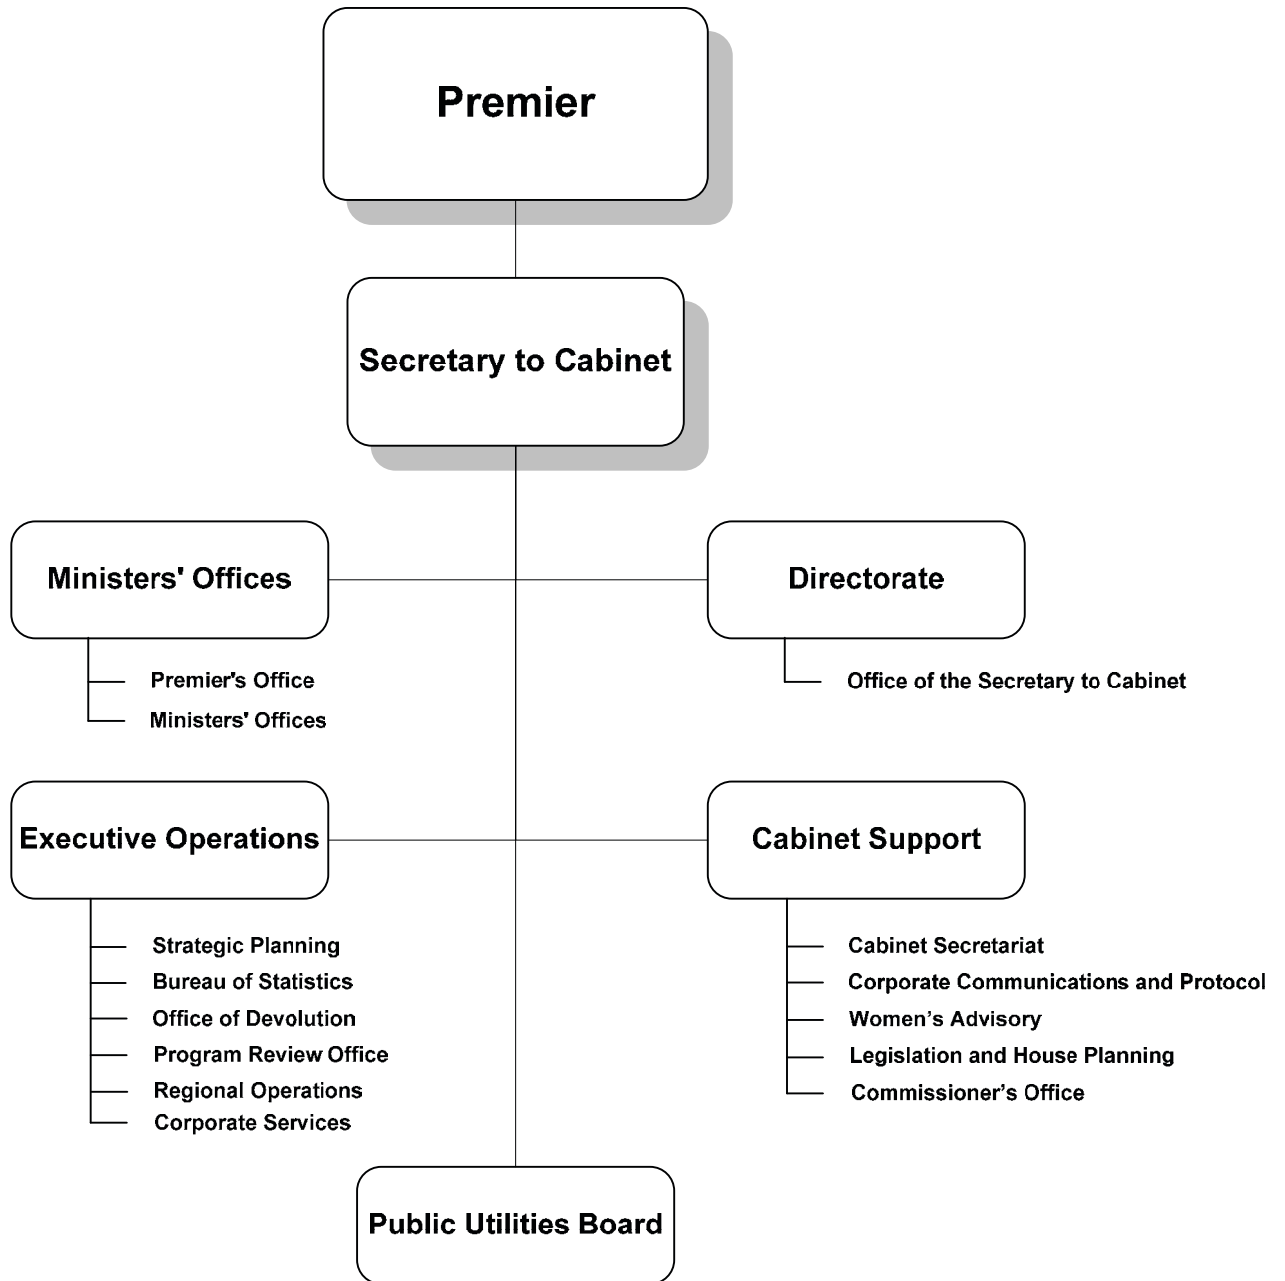 Premier
Secretary to Cabinet
Ministers' Offices
Premier's Office
Ministers' Offices
Directorate
Office of the Secretary to Cabinet
Executive Operations
Strategic Planning
Bureau of Statistics
Office of Devolution
Program Review Office
Regional Operations
Corporate Services
Cabinet Support
Cabinet Secretariat
Corporate Communications and Protocol
Women’s Advisory
Legislation and House Planning
Commissioner’s Office
Public Utilities Board